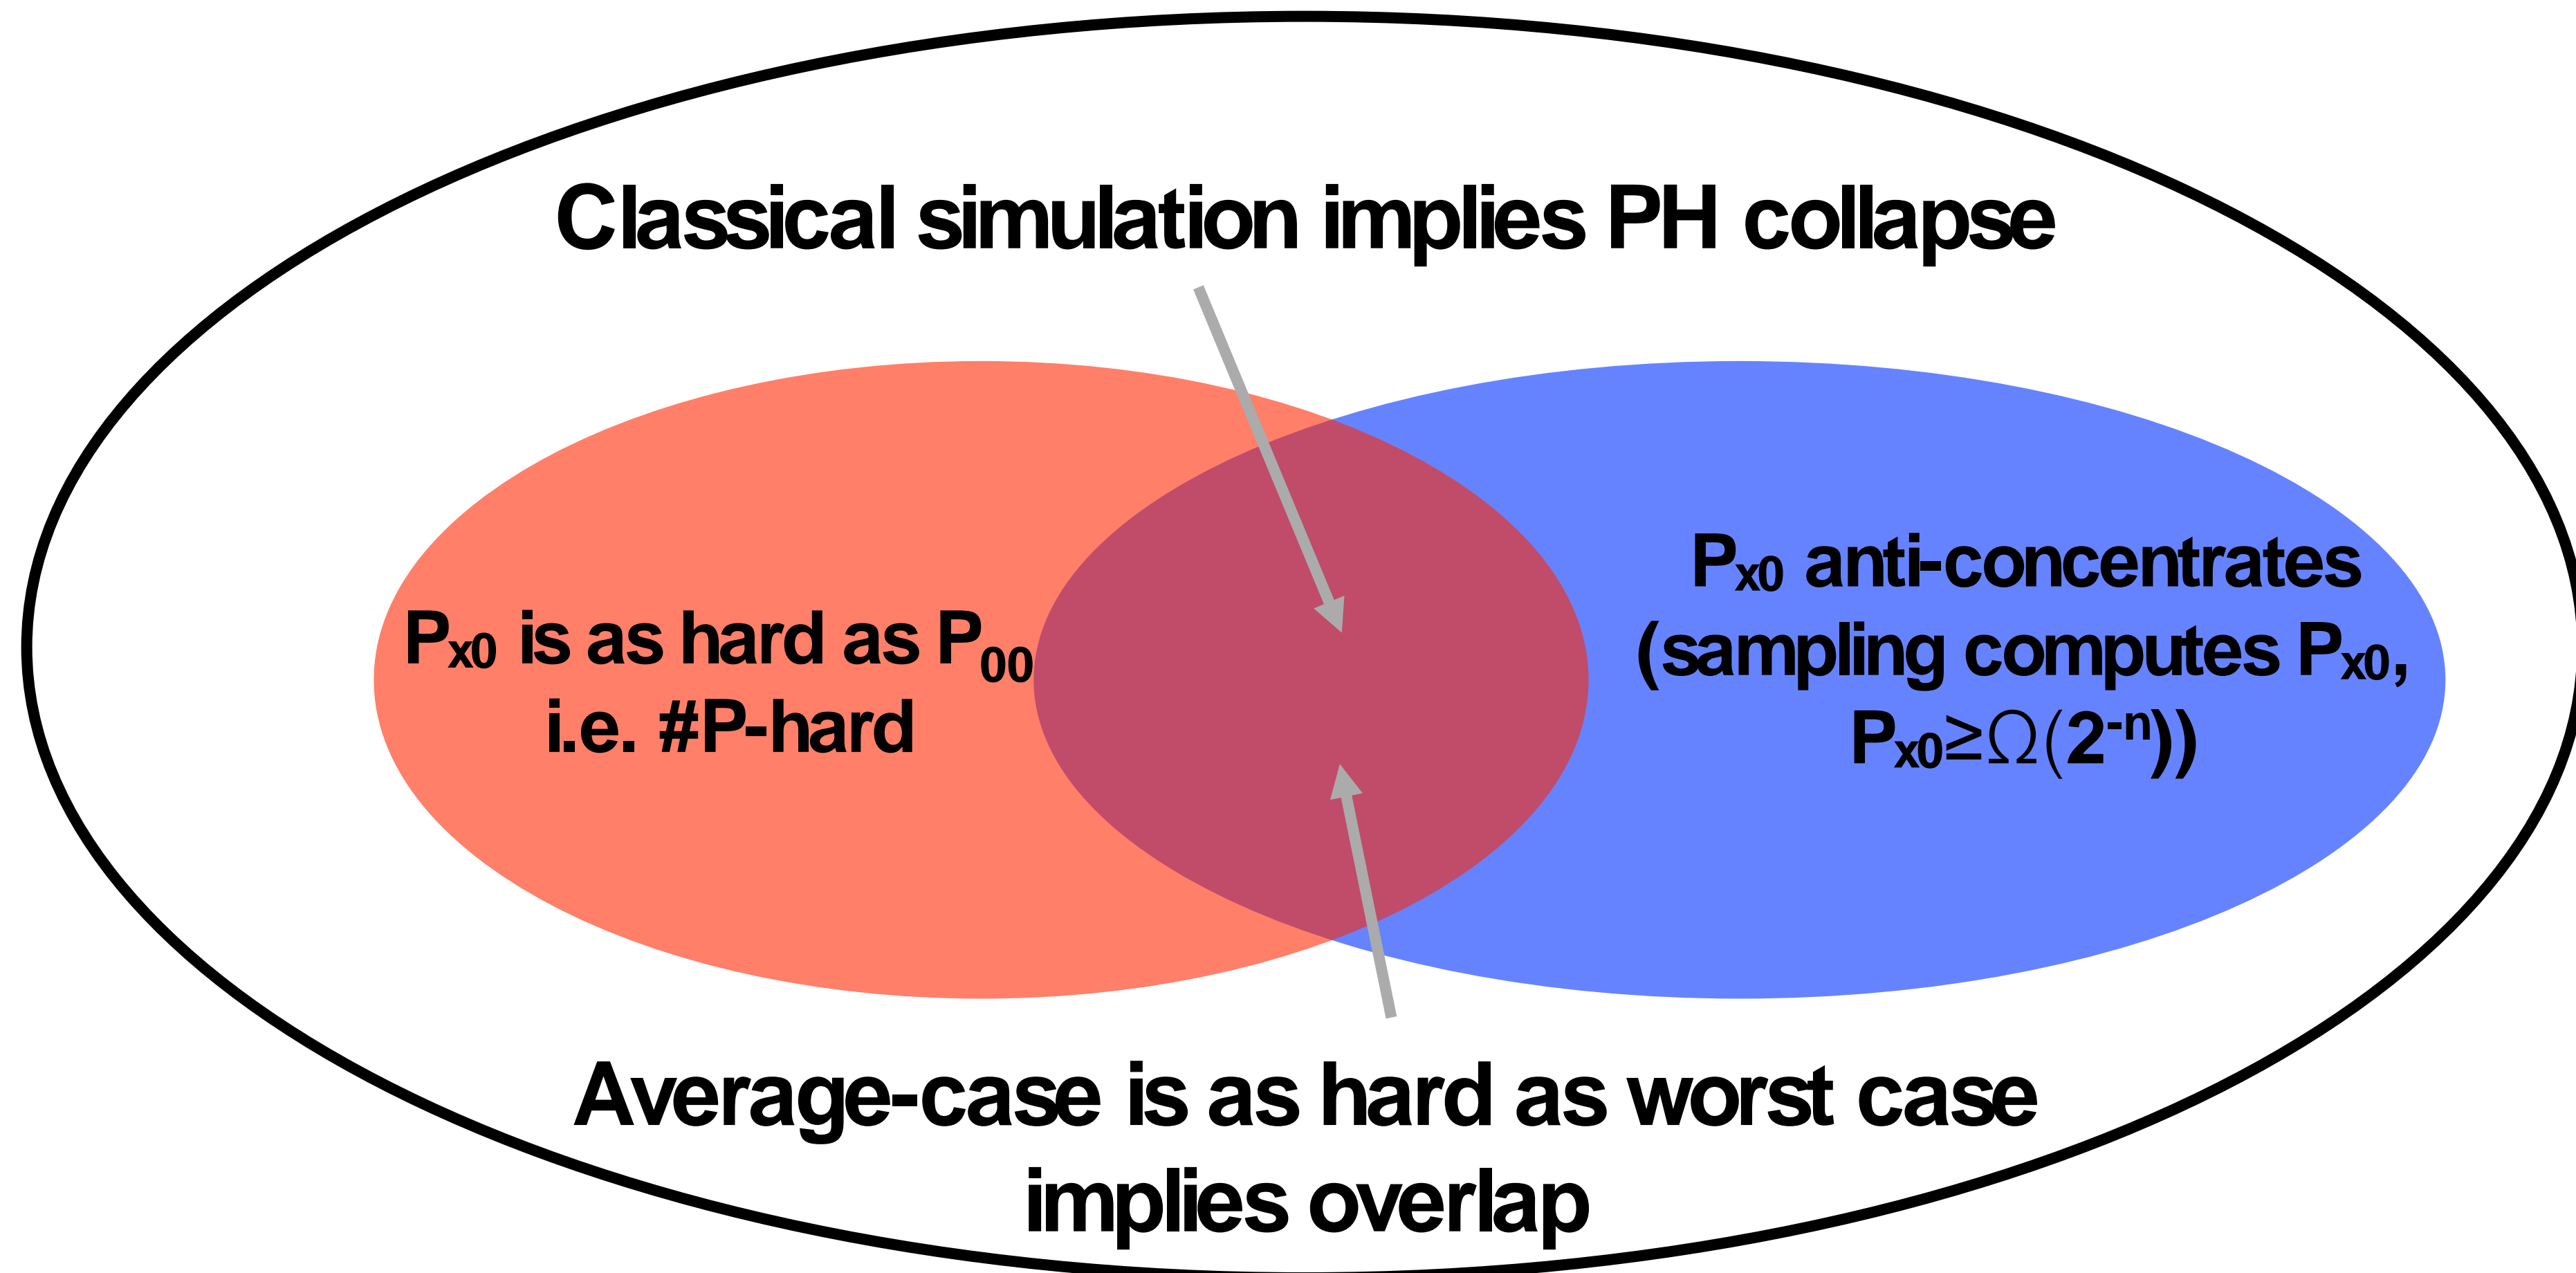 Classical simulation implies PH collapse
Pₓ₀ is as hard as P₀₀
i.e. #P-hard
Pₓ₀ anti-concentrates
(sampling computes Pₓ₀,
Pₓ₀≥Ω(2⁻ⁿ))
Average-case is as hard as worst case
implies overlap